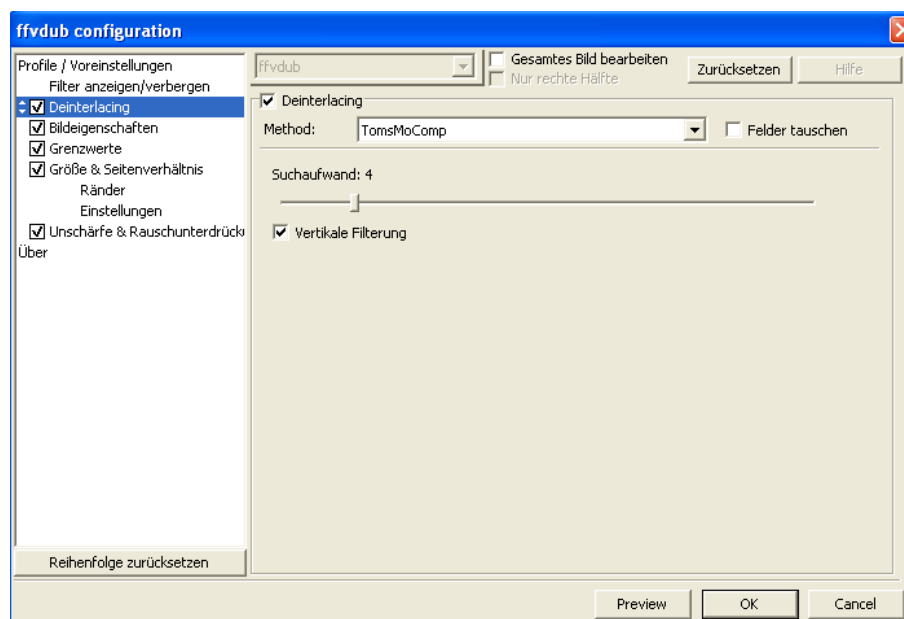 ffvdub configuration
Profile / Voreinstellungen
Filter anzeigen/verbergen
Deinterlacing
Bildeigenschaften
Grenzwerte
Größe & Seitenverhältnis
Ränder
Einstellungen
Unschärfe & Rauschunterdrück
Über
Reihenfolge zurücksetzen
ffvdub
Gesamtes Bild bearbeiten
Nur rechte Hälfte
Zurücksetzen
Hilfe
Deinterlacing
Method: TomsMoComp
Felder tauschen
Suchaufwand: 4
Vertikale Filterung
Preview
OK
Cancel